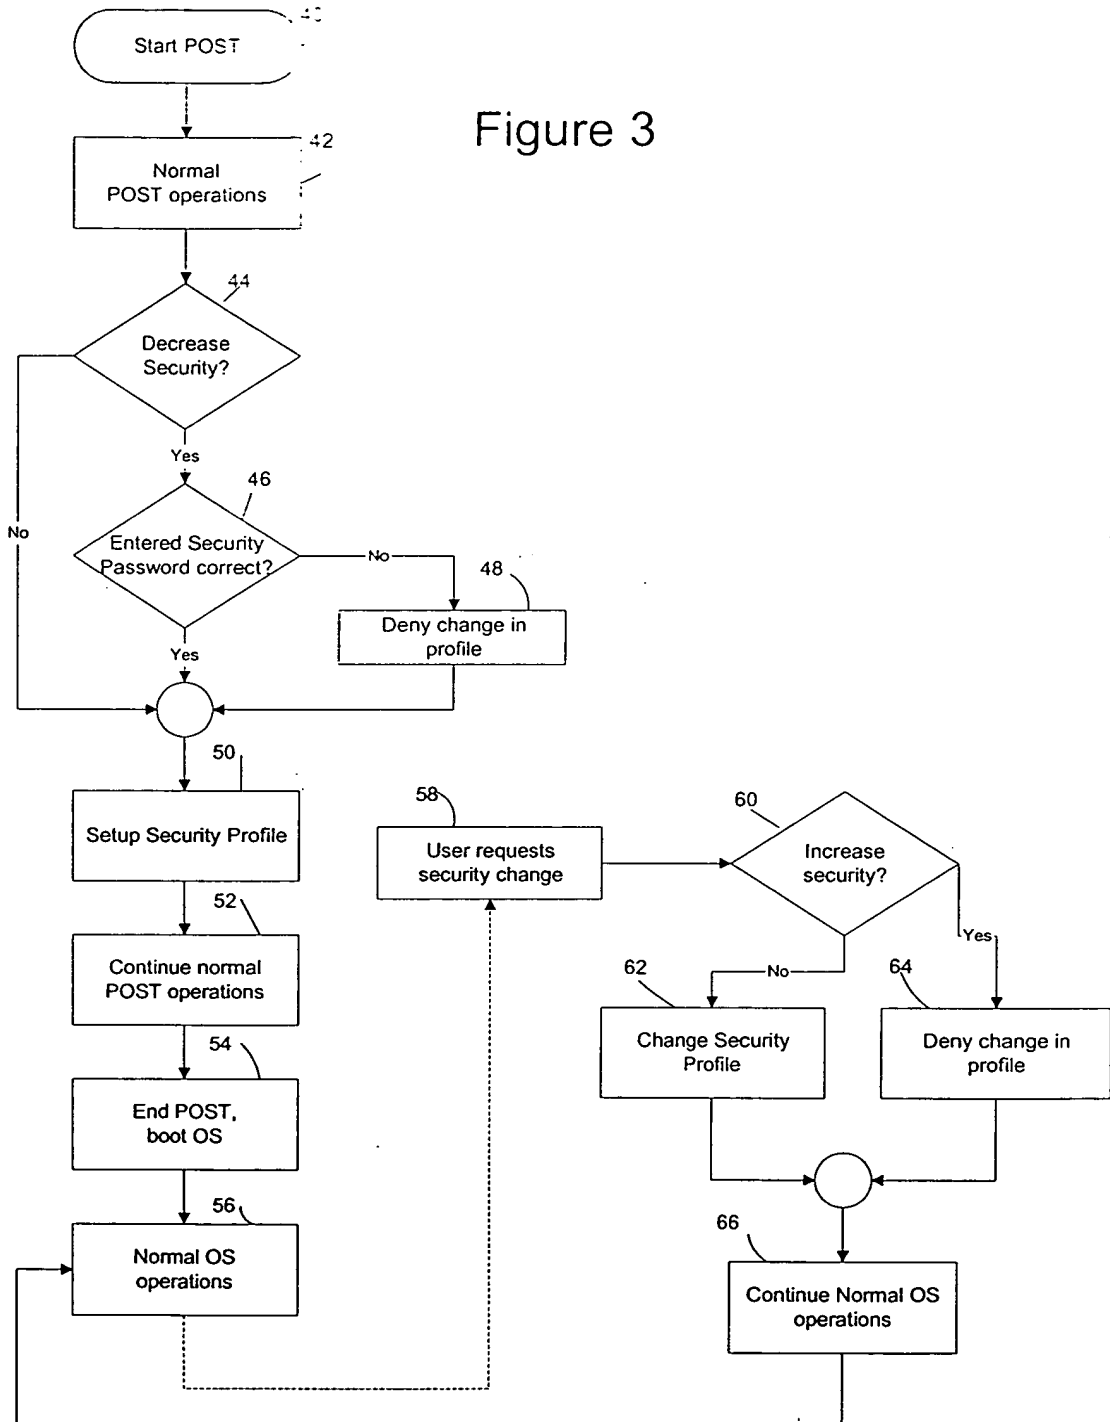 Start POST
Figure 3
42
Normal
POST operations
44
Decrease
Security?
Yes
46
No
Entered Security
Password correct?
No
48
Deny change in
profile
Yes
50
Setup Security Profile
58
User requests
security change
60
Increase
security?
52
Continue normal
POST operations
Yes
No
62
64
Change Security
Profile
Deny change in
profile
54
End POST,
boot OS
56
Normal OS
operations
66
Continue Normal OS
operations